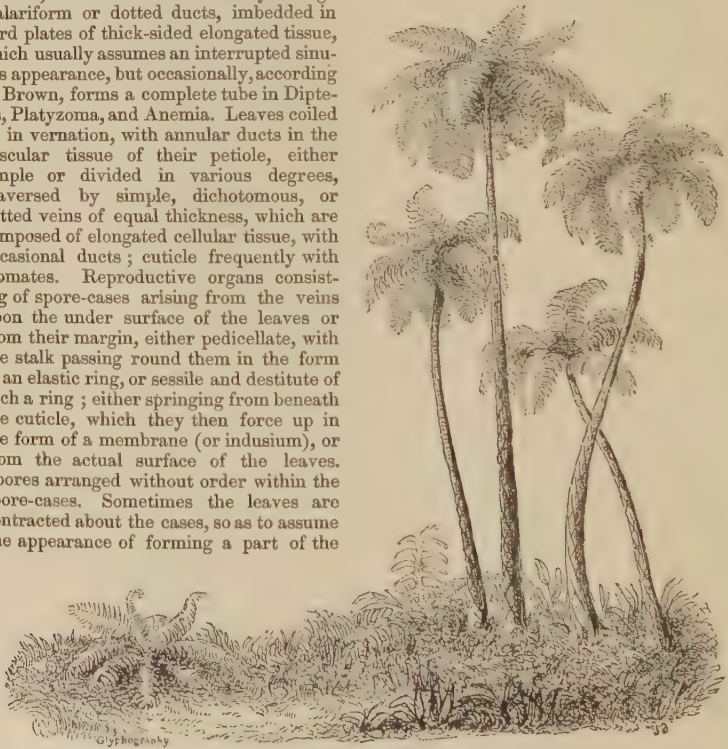 alariform or dotted ducts, imbedded in
rd plates of thick-sided elongated tissue,
hich usually assumes an interrupted sinu-
s appearance, but occasionally, according
Brown, forms a complete tube in Dipte-
s, Platyzoma, and Anemia. Leaves coiled
in vernation, with annular ducts in the
scular tissue of their petiole, either
mple or divided in various degrees,
aversed by simple, dichotomous, or
tted veins of equal thickness, which are
mposed of elongated cellular tissue, with
casional ducts ; cuticle frequently with
omates. Reproductive organs consist-
g of spore-cases arising from the veins
pon the under surface of the leaves or
om their margin, either pedicellate, with
e stalk passing round them in the form
an elastic ring, or sessile and destitute of
ch a ring ; either springing from beneath
e cuticle, which they then force up in
e form of a membrane (or indusium), or
om the actual surface of the leaves.
pores arranged without order within the
pore-cases. Sometimes the leaves are
ntracted about the cases, so as to assume
e appearance of forming a part of the
Glyphography